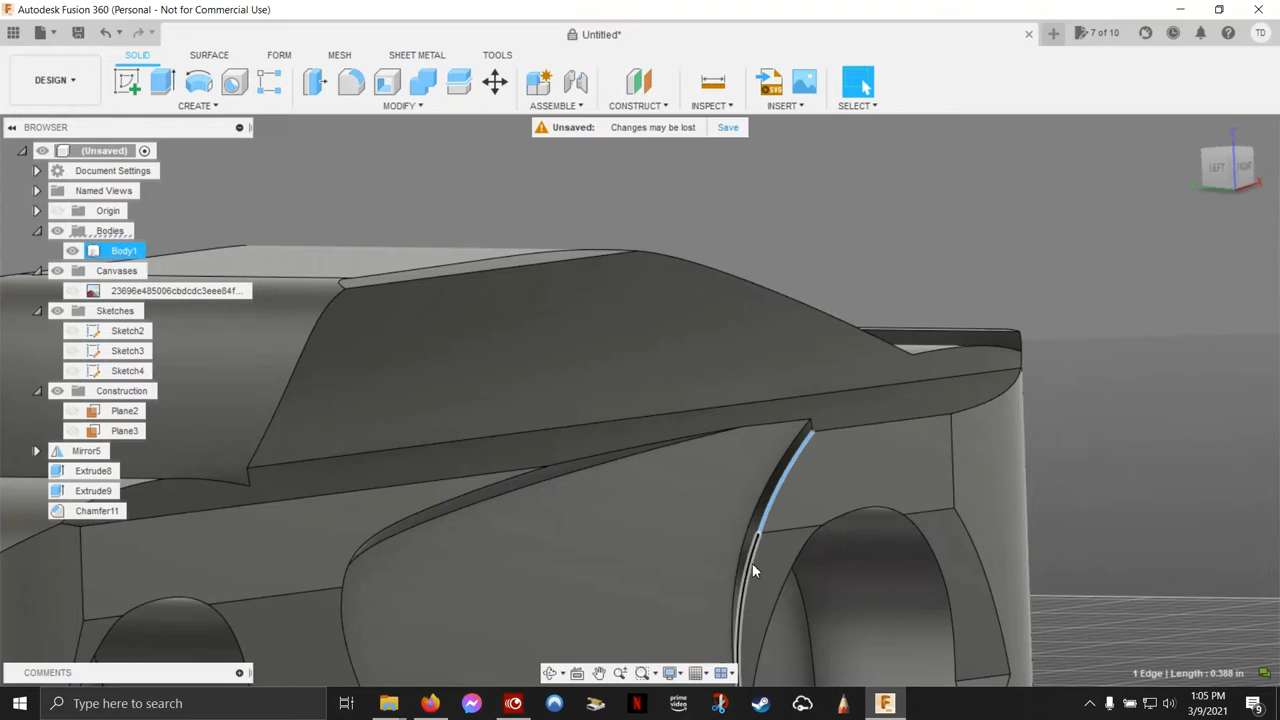 Autodesk Fusion 360 (Personal - Not for Commercial Use)
Untitled*
7 of 10
TD
DESIGN
SOLID SURFACE FORM MESH SHEET METAL TOOLS
CREATE MODIFY ASSEMBLE CONSTRUCT INSPECT INSERT SELECT
SVG
BROWSER
Unsaved: Changes may be lost Save
(Unsaved)
Document Settings
Named Views
Origin
Bodies
Body1
Canvases
23696e485006cbdcdc3eee84f...
Sketches
Sketch2
Sketch3
Sketch4
Construction
Plane2
Plane3
Mirror5
Extrude8
Extrude9
Chamfer11
Z
LEFT FRONT
X
COMMENTS
1 Edge | Length : 0.388 in
Type here to search
1:05 PM
3/9/2021